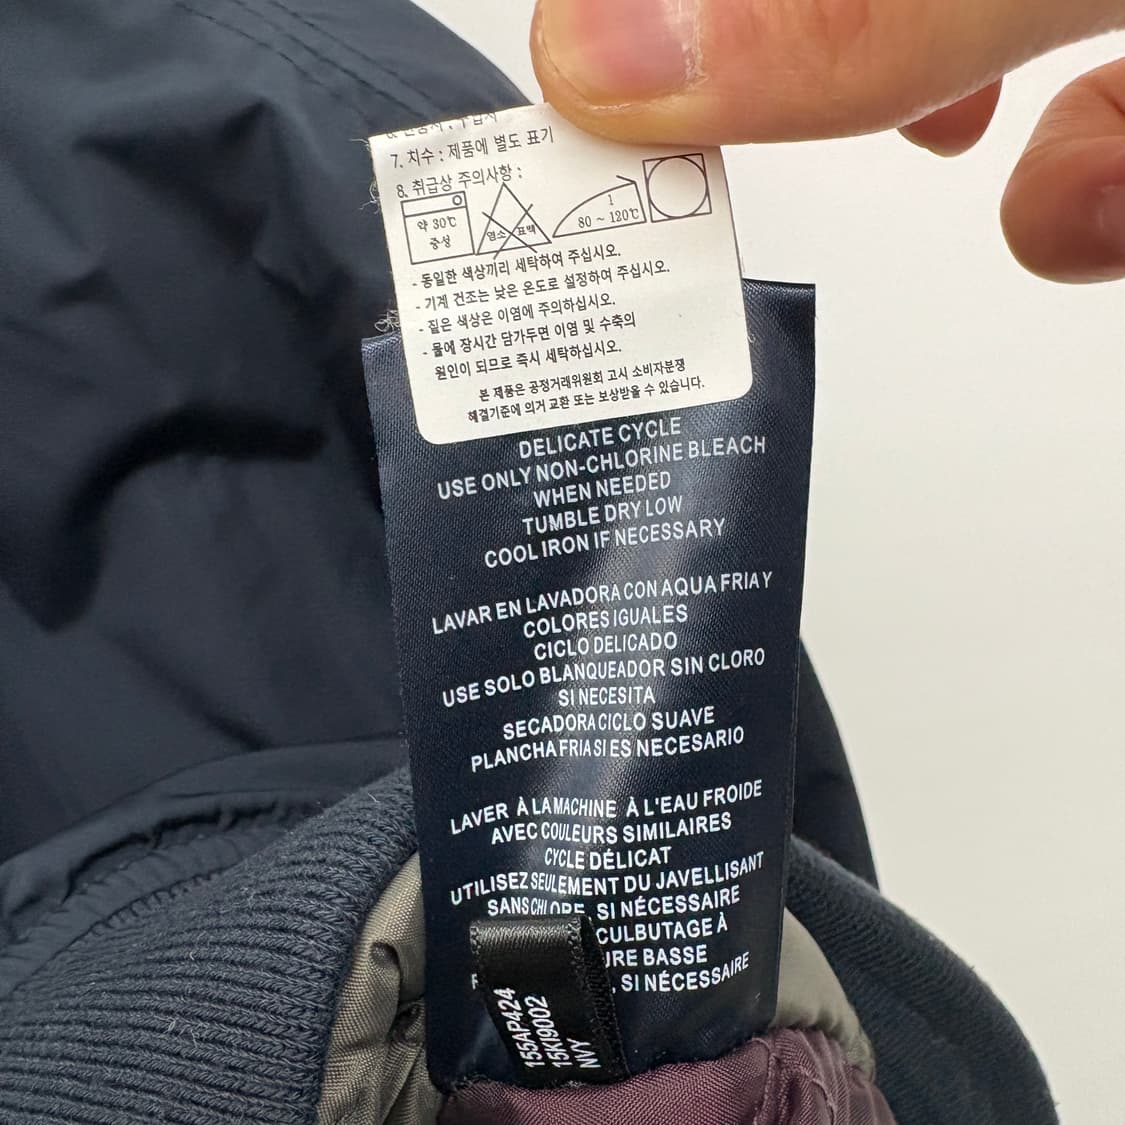 7. 치수 : 제품에 별도 표기
8. 취급상 주의사항 :
약 30℃
중성
염소 표백
1
80 ~ 120℃
- 동일한 색상끼리 세탁하여 주십시오.
- 기계 건조는 낮은 온도로 설정하여 주십시오.
- 짙은 색상은 이염에 주의하십시오.
- 물에 장시간 담가두면 이염 및 수축의
원인이 되므로 즉시 세탁하십시오.
본 제품은 공정거래위원회 고시 소비자분쟁
해결기준에 의거 교환 또는 보상받을 수 있습니다.
DELICATE CYCLE
USE ONLY NON-CHLORINE BLEACH
WHEN NEEDED
TUMBLE DRY LOW
COOL IRON IF NECESSARY
LAVAR EN LAVADORA CON AQUA FRIA Y
COLORES IGUALES
CICLO DELICADO
USE SOLO BLANQUEADOR SIN CLORO
SI NECESITA
SECADORA CICLO SUAVE
PLANCHA FRIA SI ES NECESARIO
LAVER À LA MACHINE À L'EAU FROIDE
AVEC COULEURS SIMILAIRES
CYCLE DÉLICAT
UTILISEZ SEULEMENT DU JAVELLISANT
SANS CHLORE, SI NÉCESSAIRE
CULBUTAGE À
URE BASSE
, SI NÉCESSAIRE
155AP424
15KI9002
NVY